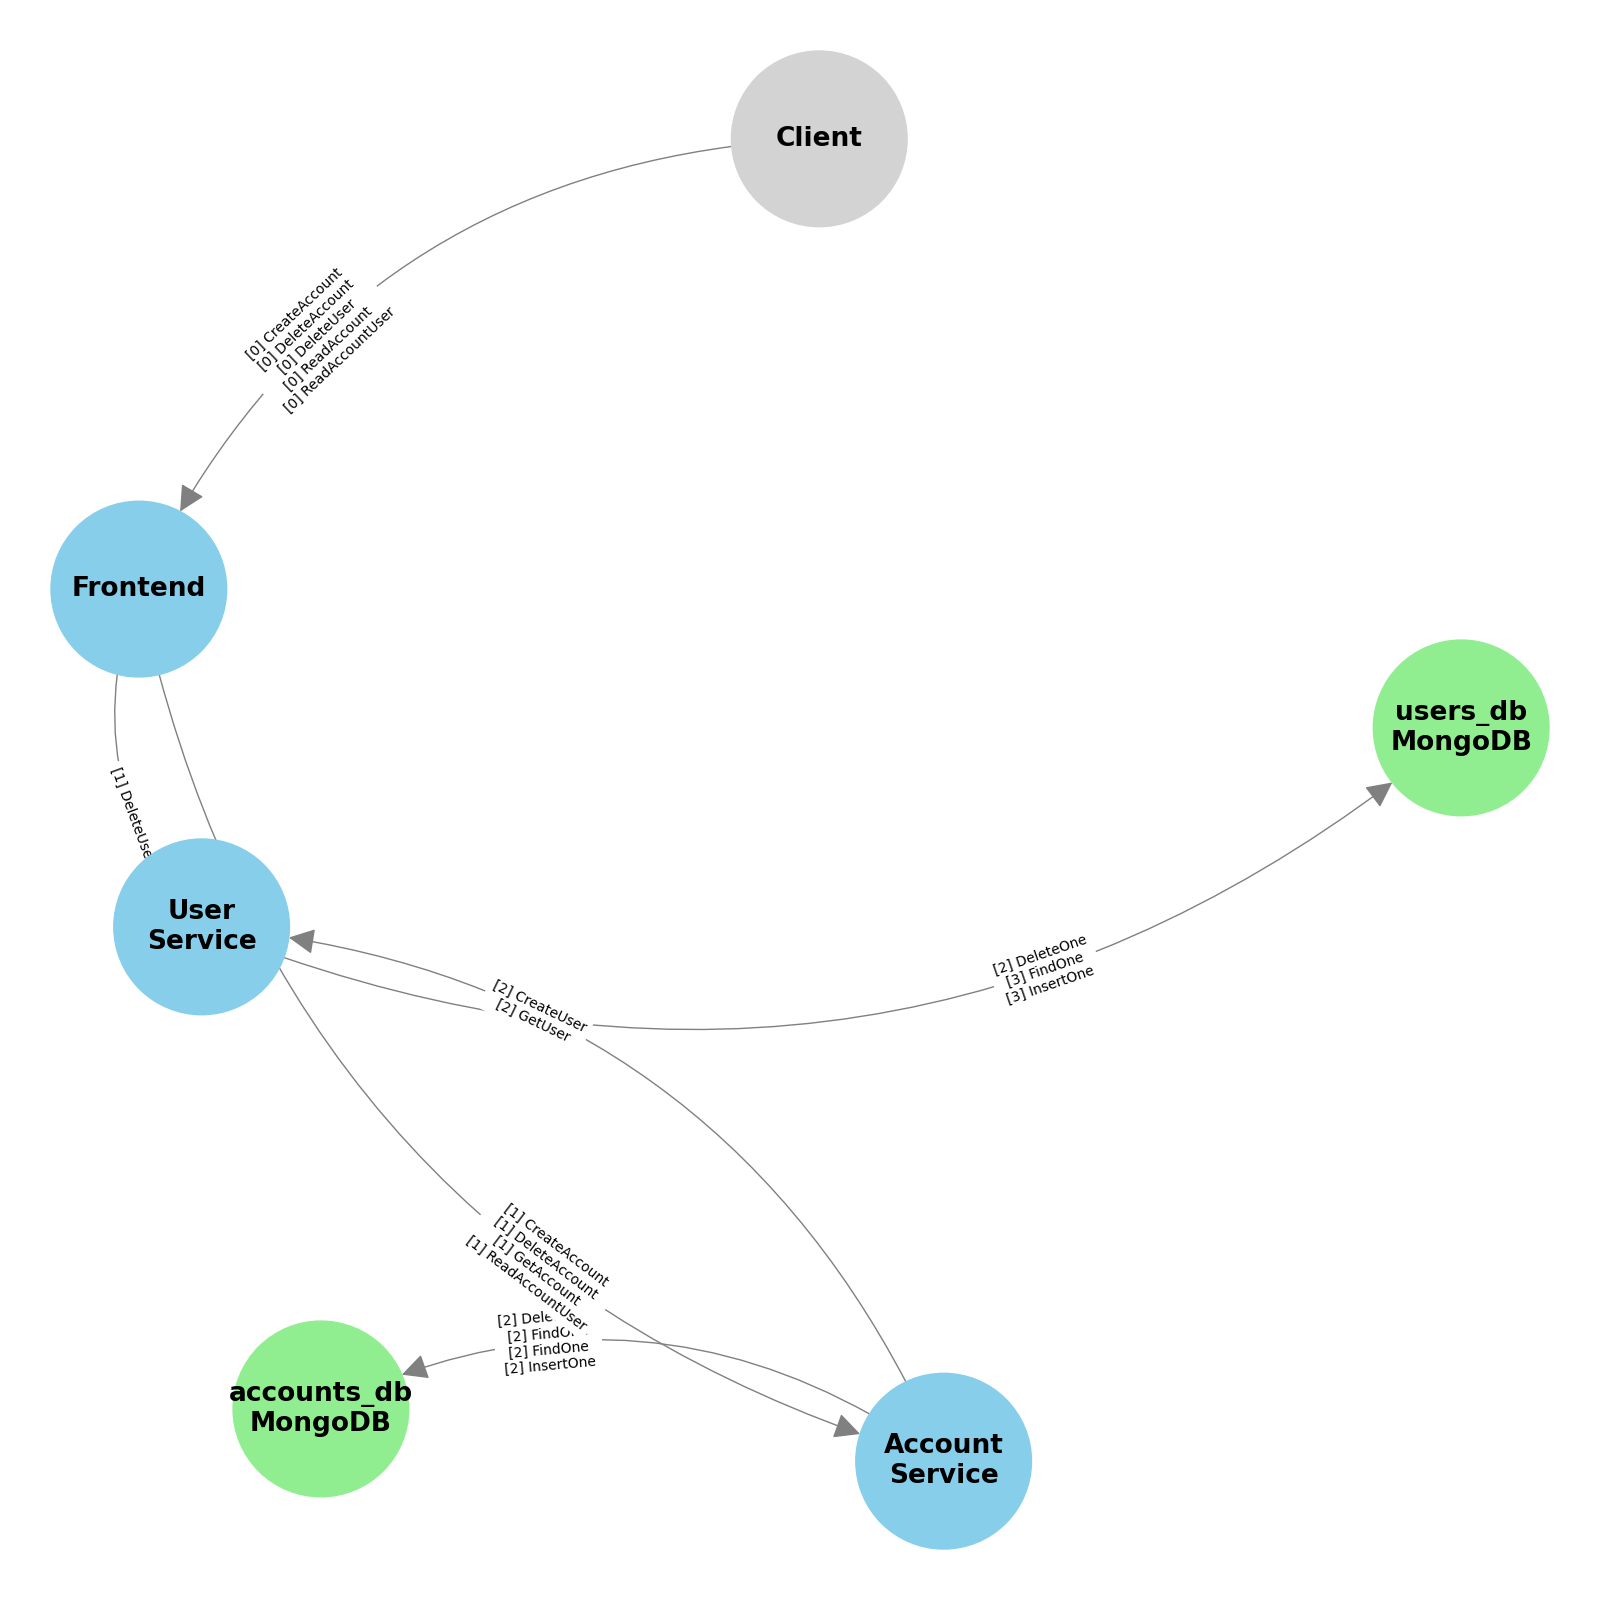 Client
[0] CreateAccount
[0] DeleteAccount
[0] DeleteUser
[0] ReadAccount
[0] ReadAccountUser
Frontend
users_db
MongoDB
[1] DeleteUse
User
Service
[2] DeleteOne
[3] FindOne
[3] InsertOne
[2] CreateUser
[2] GetUser
[1] CreateAccount
[1] DeleteAccount
[1] GetAccount
[1] ReadAccountUser
[2] Dele
[2] FindO
[2] FindOne
[2] InsertOne
accounts_db
MongoDB
Account
Service